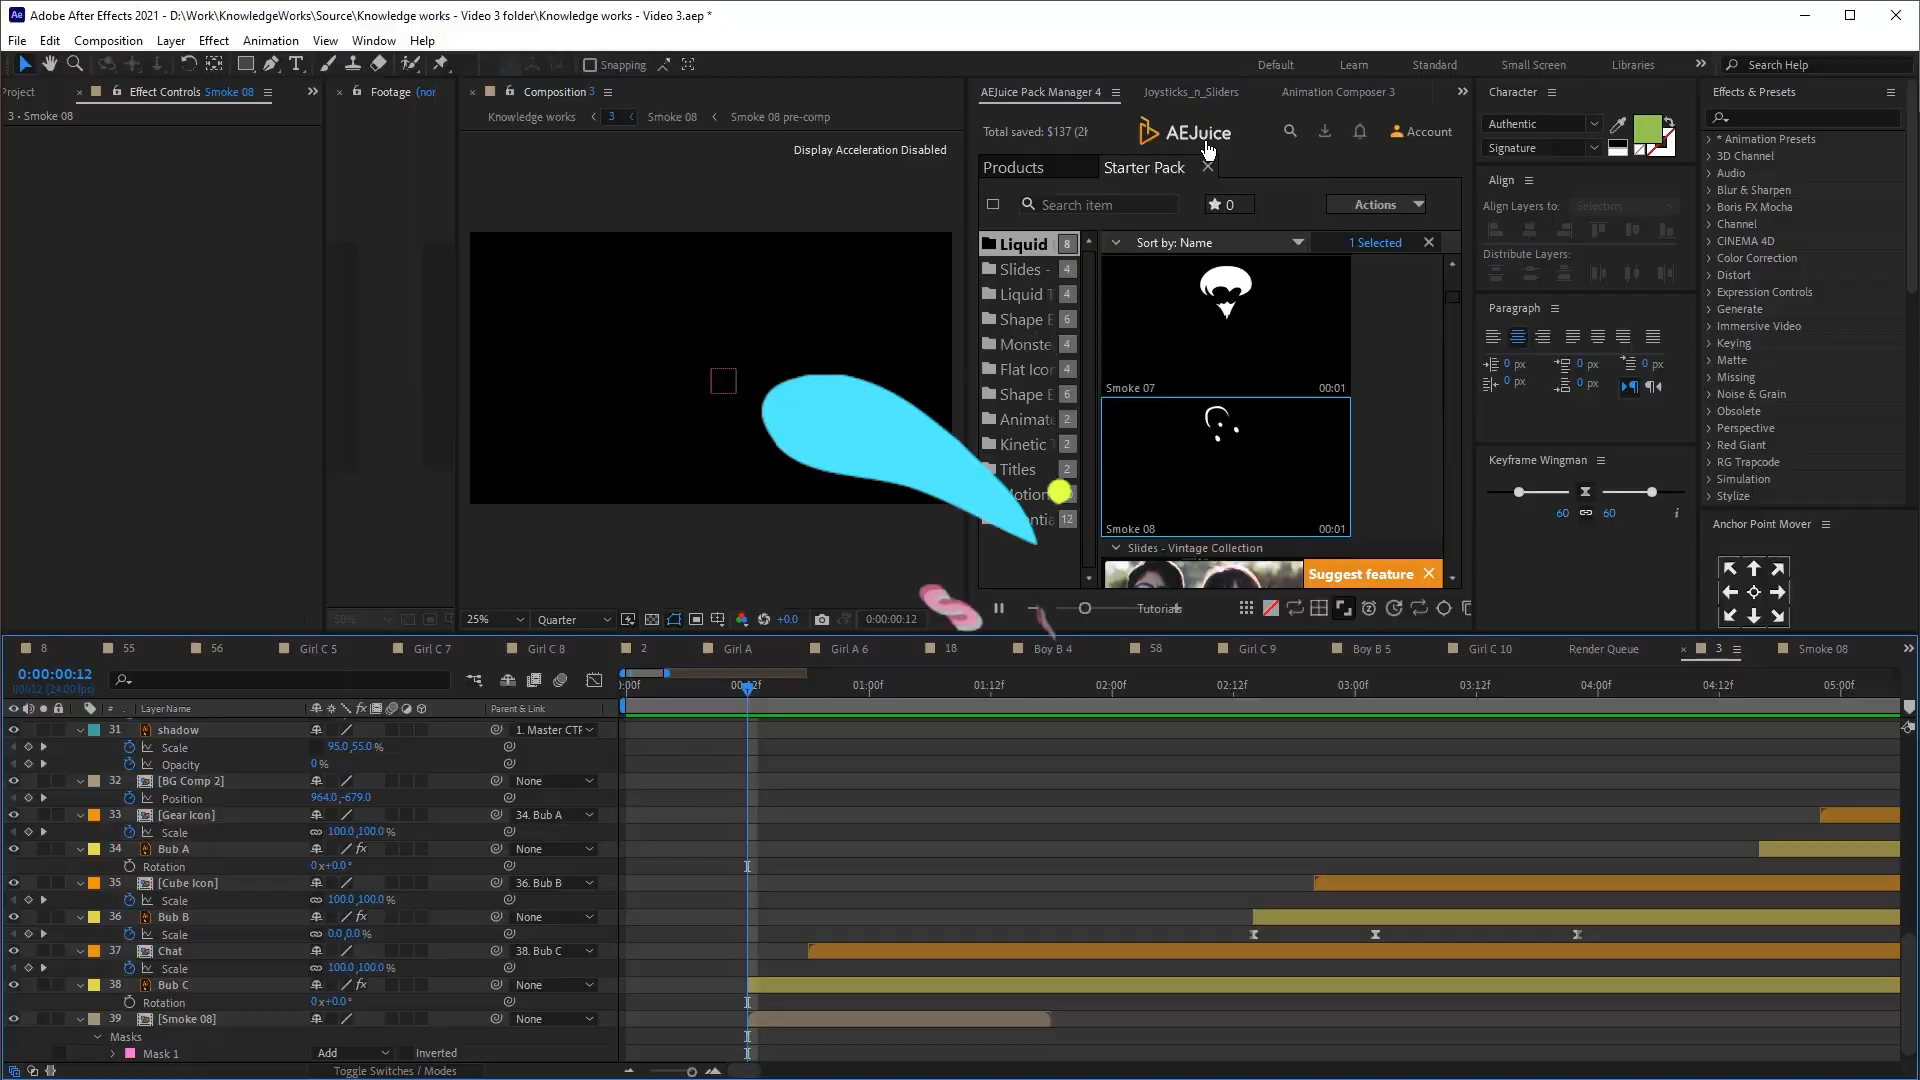 Adobe After Effects 2021 - D:\Work\KnowledgeWorks\Source\Knowledge works - Video 3 folder\Knowledge works - Video 3.aep *
File Edit Composition Layer Effect Animation View Window Help
Snapping
Default Learn Standard Small Screen Libraries
Search Help
Project
Effect Controls Smoke 08
Footage (nor
Composition 3
3 • Smoke 08
Knowledge works 3 Smoke 08 Smoke 08 pre-comp
Display Acceleration Disabled
AEJuice Pack Manager 4 Joysticks_n_Sliders Animation Composer 3
Total saved: $137 (2h
AEJuice
Account
Products Starter Pack
Search item
0
Actions
Liquid 8
Slides - 4
Liquid T 4
Shape E 6
Monste 4
Flat Icor 4
Shape E 6
Animat 2
Kinetic 2
Titles 2
Motion
12
Sort by: Name
1 Selected
Smoke 07 00:01
Smoke 08 00:01
Slides - Vintage Collection
Suggest feature
Tutorials
Character
Authentic
Signature
Align
Align Layers to: Selection
Distribute Layers:
Paragraph
0 px 0 px 0 px
0 px 0 px
Keyframe Wingman
60 60
i
Effects & Presets
* Animation Presets
3D Channel
Audio
Blur & Sharpen
Boris FX Mocha
Channel
CINEMA 4D
Color Correction
Distort
Expression Controls
Generate
Immersive Video
Keying
Matte
Missing
Noise & Grain
Obsolete
Perspective
Red Giant
RG Trapcode
Simulation
Stylize
Anchor Point Mover
50%
25% Quarter +0.0 0:00:00:12
8 55 56 Girl C 5 Girl C 7 Girl C 8 2 Girl A Girl A 6 18 Boy B 4 58 Girl C 9 Boy B 5 Girl C 10 Render Queue 3 Smoke 08
0:00:00:12
00012 (24.00 fps)
:00f 00:12f 01:00f 01:12f 02:00f 02:12f 03:00f 03:12f 04:00f 04:12f 05:00f
# Layer Name Parent & Link
31 shadow 1. Master CTF
Scale 95.0,55.0 %
Opacity 0 %
32 [BG Comp 2] None
Position 964.0,-679.0
33 [Gear Icon] 34. Bub A
Scale 100.0,100.0 %
34 Bub A None
Rotation 0 x+0.0 °
35 [Cube Icon] 36. Bub B
Scale 100.0,100.0 %
36 Bub B None
Scale 0.0,0.0 %
37 Chat 38. Bub C
Scale 100.0,100.0 %
38 Bub C None
Rotation 0 x+0.0 °
39 [Smoke 08] None
Masks
Mask 1 Add Inverted
Toggle Switches / Modes